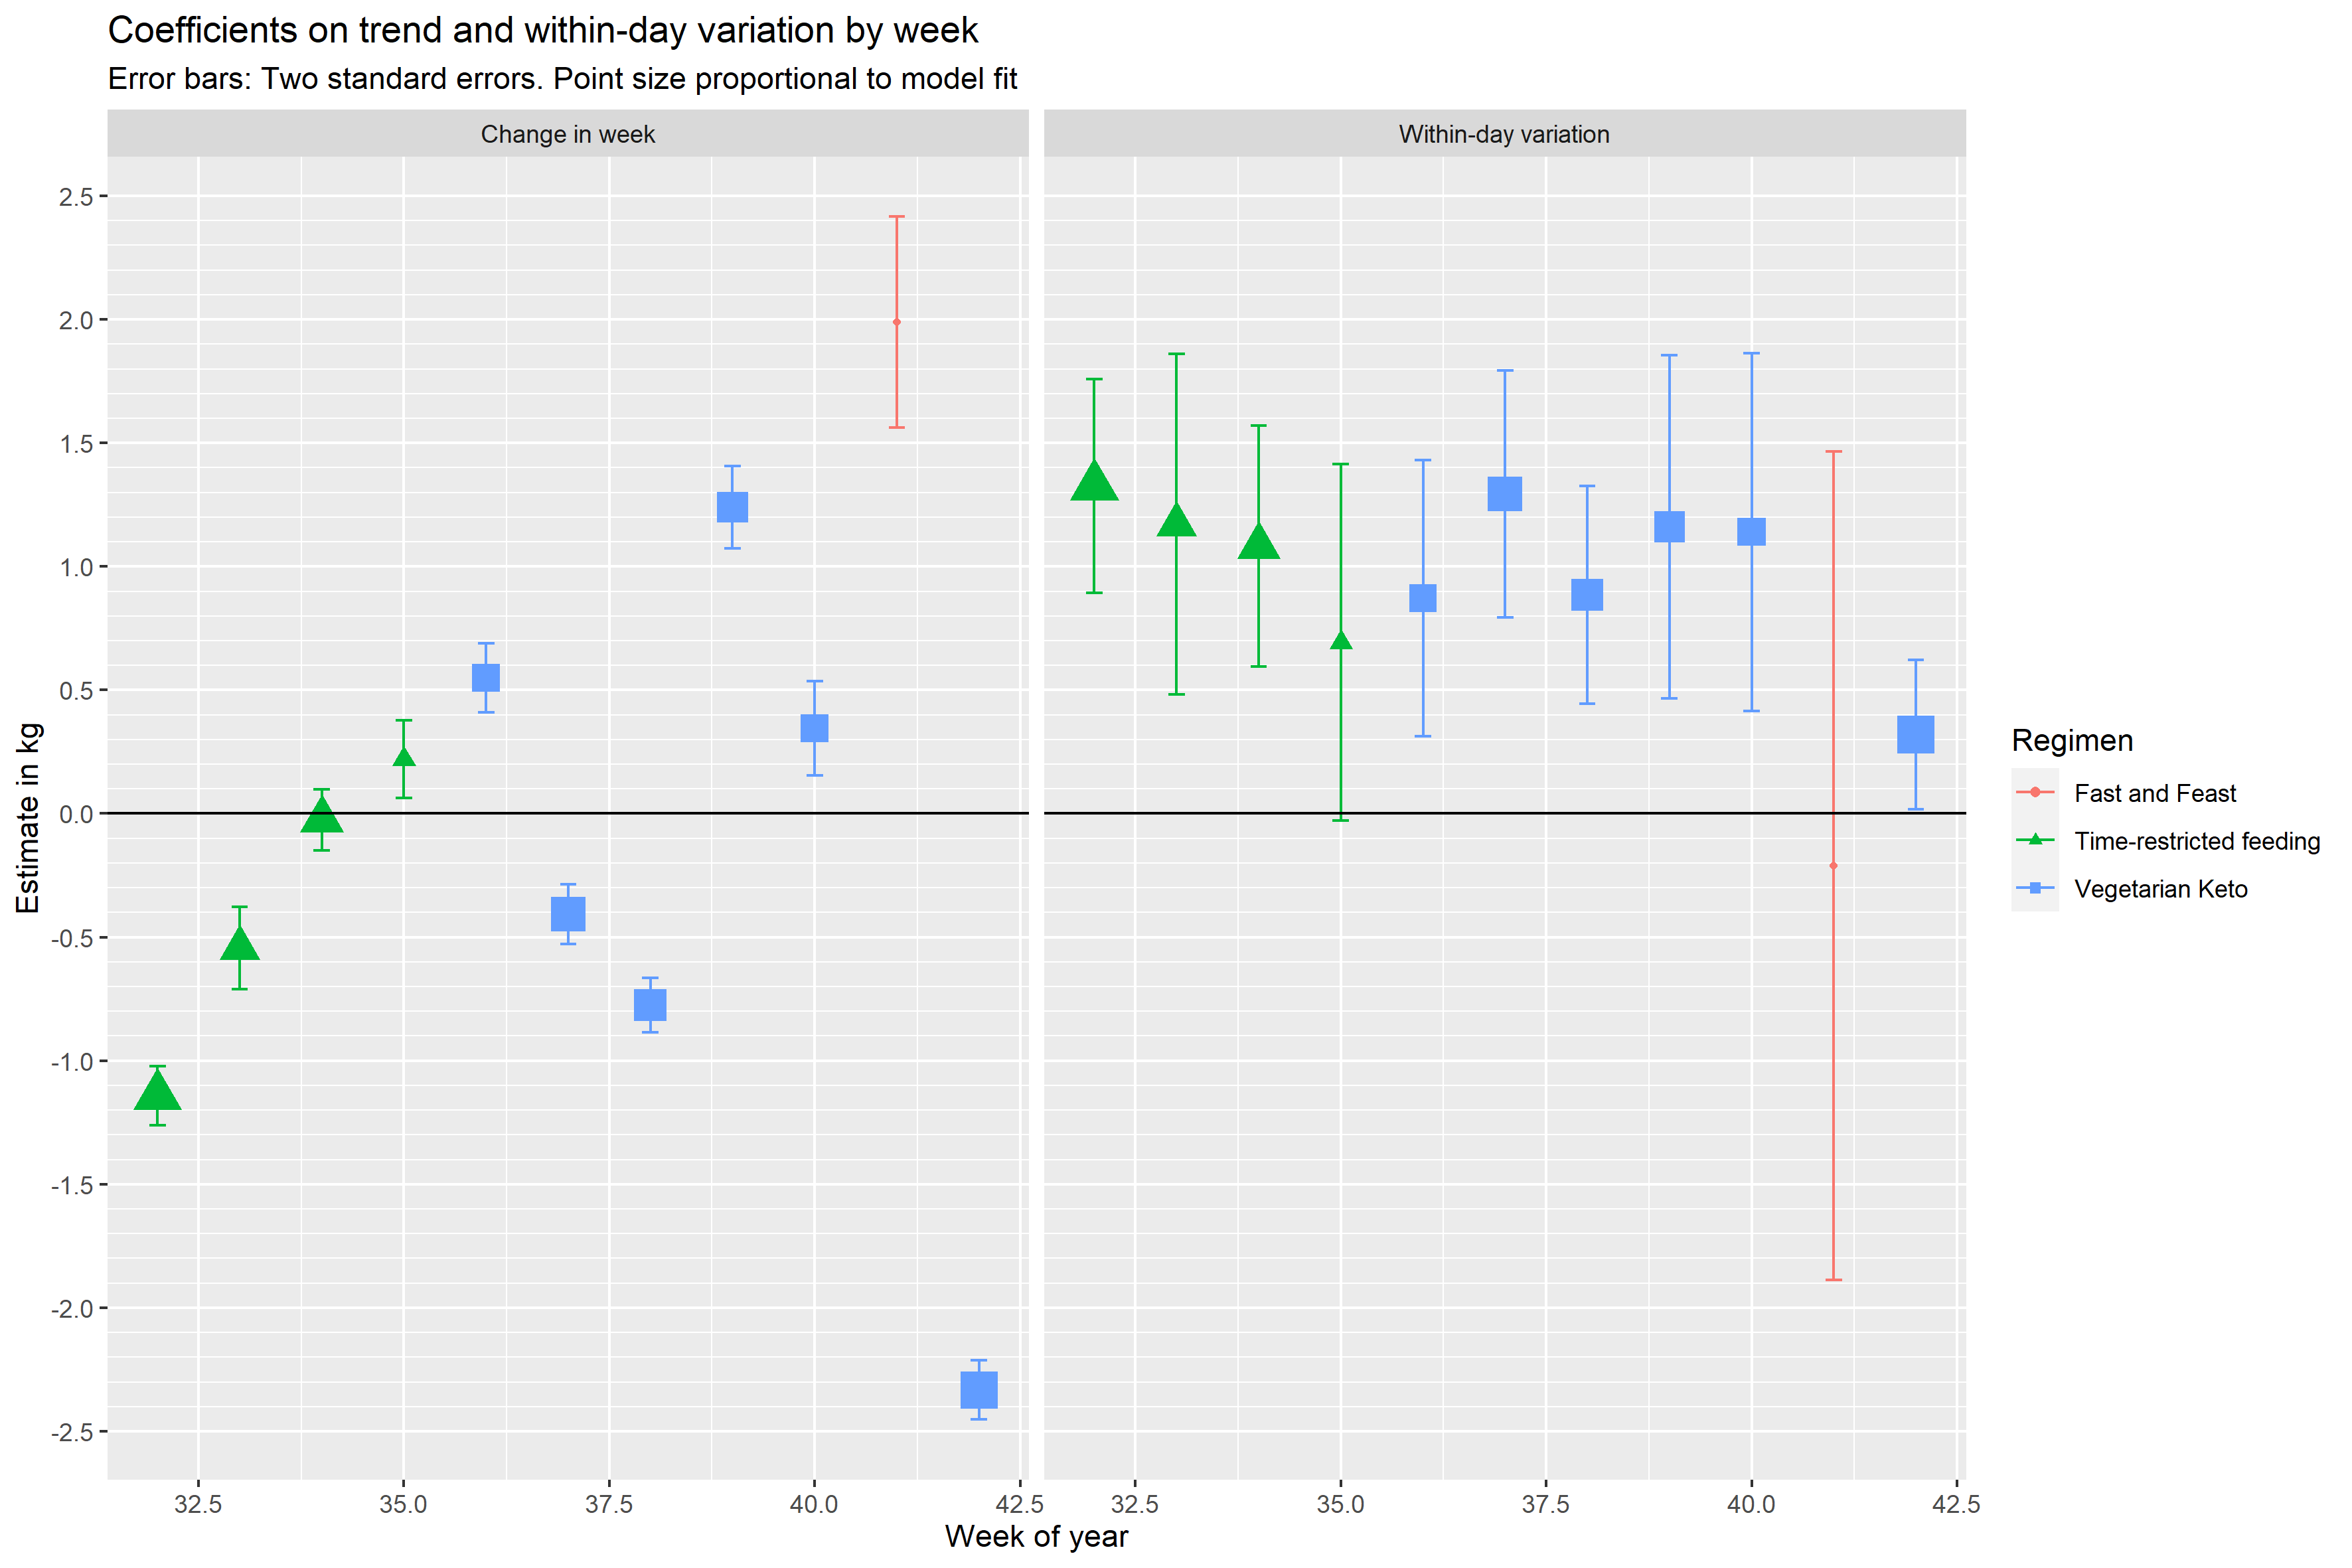 Coefficients on trend and within-day variation by week
Error bars: Two standard errors. Point size proportional to model fit
Change in week
Within-day variation
Estimate in kg
2.5
2.0
1.5
1.0
0.5
0.0
-0.5
-1.0
-1.5
-2.0
-2.5
32.5 35.0 37.5 40.0 42.5
32.5 35.0 37.5 40.0 42.5
Week of year
Regimen
Fast and Feast
Time-restricted feeding
Vegetarian Keto